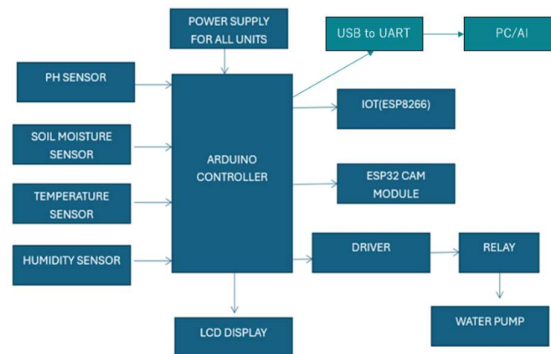 POWER SUPPLY
FOR ALL UNITS
USB to UART
PC/AI
PH SENSOR
SOIL MOISTURE
SENSOR
TEMPERATURE
SENSOR
HUMIDITY SENSOR
ARDUINO
CONTROLLER
IOT(ESP8266)
ESP32 CAM
MODULE
DRIVER
RELAY
WATER PUMP
LCD DISPLAY